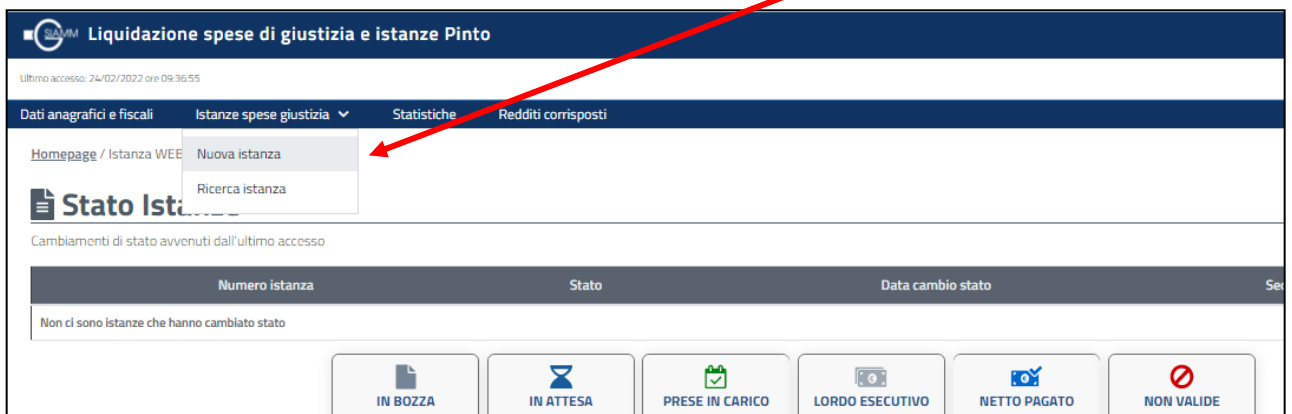 SIAMM Liquidazione spese di giustizia e istanze Pinto
Ultimo accesso: 24/02/2022 ore 09:36:55
Dati anagrafici e fiscali Istanze spese giustizia Statistiche Redditi corrisposti
Homepage / Istanza WEB
Nuova istanza
Ricerca istanza
Stato
Cambiamenti di stato avvenuti dall'ultimo accesso
Numero istanza Stato Data cambio stato
Non ci sono istanze che hanno cambiato stato
IN BOZZA IN ATTESA PRESE IN CARICO LORDO ESECUTIVO NETTO PAGATO NON VALIDE